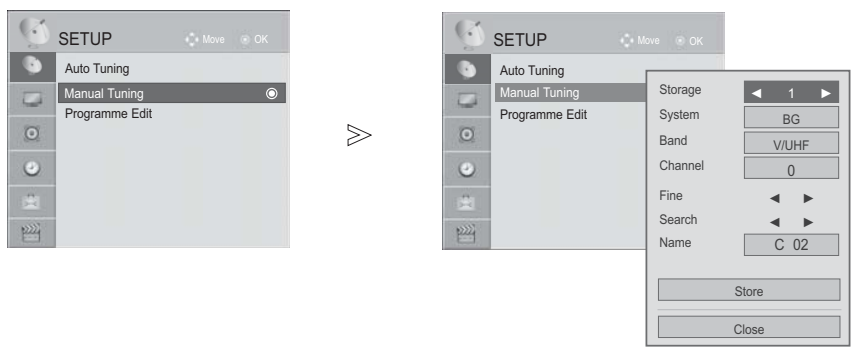 SETUP
Move OK
Auto Tuning
Manual Tuning
Programme Edit
SETUP
Move OK
Auto Tuning
Manual Tuning
Programme Edit
Storage ◄ 1 ►
System BG
Band V/UHF
Channel 0
Fine ◄ ►
Search ◄ ►
Name C 02
Store
Close